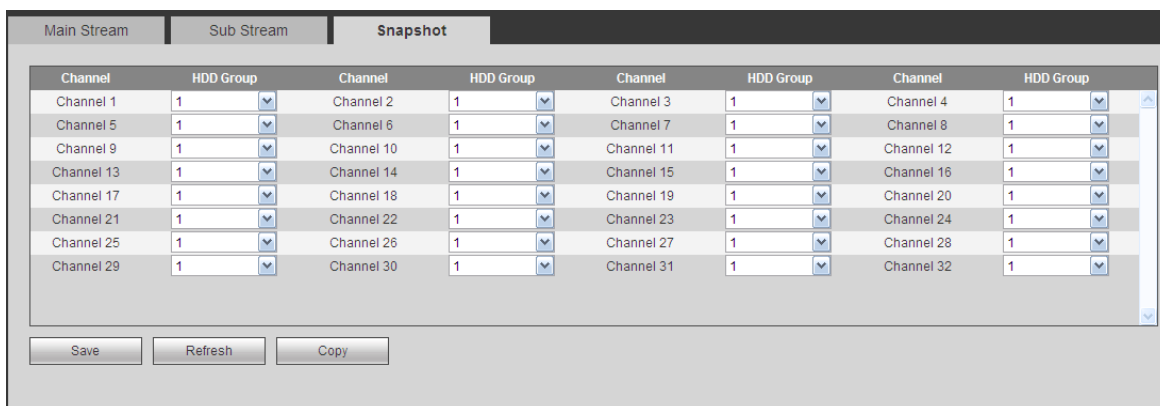 Main Stream Sub Stream Snapshot
Channel HDD Group Channel HDD Group Channel HDD Group Channel HDD Group
Channel 1 1 Channel 2 1 Channel 3 1 Channel 4 1
Channel 5 1 Channel 6 1 Channel 7 1 Channel 8 1
Channel 9 1 Channel 10 1 Channel 11 1 Channel 12 1
Channel 13 1 Channel 14 1 Channel 15 1 Channel 16 1
Channel 17 1 Channel 18 1 Channel 19 1 Channel 20 1
Channel 21 1 Channel 22 1 Channel 23 1 Channel 24 1
Channel 25 1 Channel 26 1 Channel 27 1 Channel 28 1
Channel 29 1 Channel 30 1 Channel 31 1 Channel 32 1
Save Refresh Copy